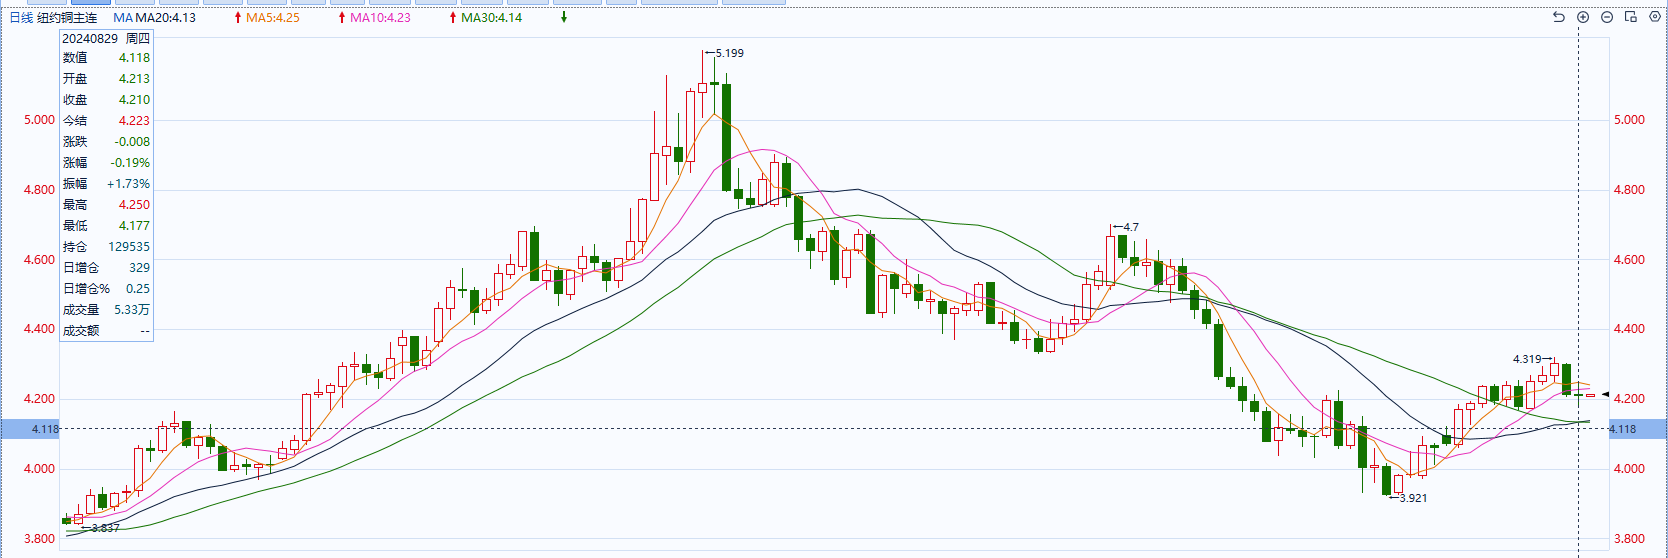 日线 纽约铜主连 MA MA20:4.13 MA5:4.25 MA10:4.23 MA30:4.14
20240829 周四
数值 4.118
开盘 4.213
收盘 4.210
今结 4.223
涨跌 -0.008
涨幅 -0.19%
振幅 +1.73%
最高 4.250
最低 4.177
持仓 129535
日增仓 329
日增仓% 0.25
成交量 5.33万
成交额 --
5.199
5.000 5.000
4.800 4.800
4.7
4.600 4.600
4.400 4.400
4.319
4.200 4.200
4.118 4.118
4.000 4.000
3.921
3.837
3.800 3.800